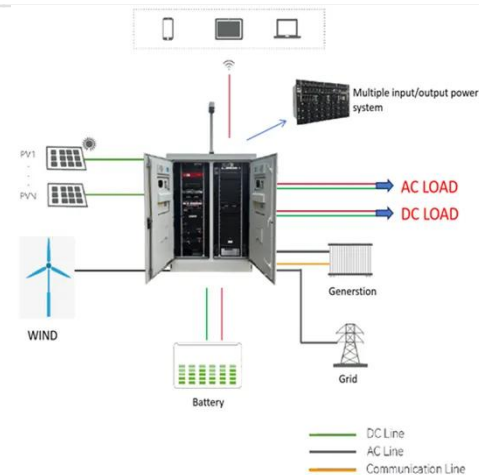 Multiple input/output power
system
PV1
PVN
AC LOAD
DC LOAD
Generstion
WIND
Grid
Battery
DC Line
AC Line
Communication Line